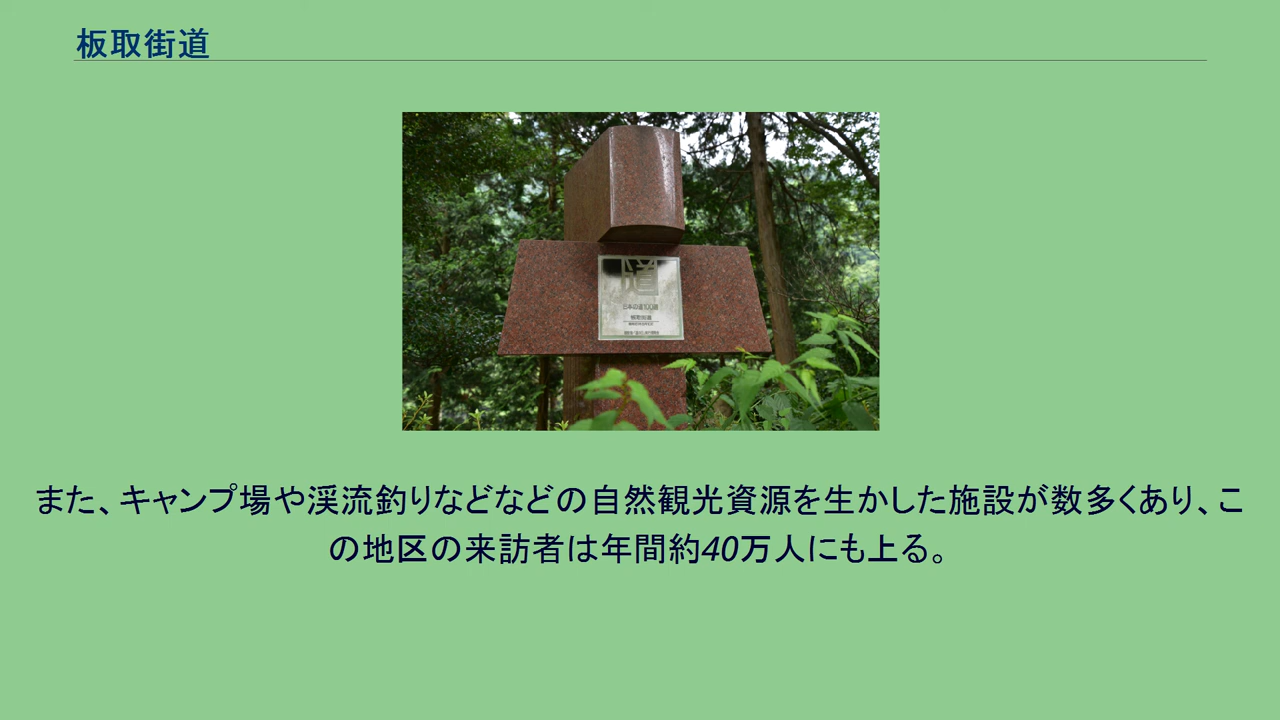 板取街道
道
日本の道100選
板取街道
また、キャンプ場や渓流釣りなどなどの自然観光資源を生かした施設が数多くあり、こ
の地区の来訪者は年間約40万人にも上る。